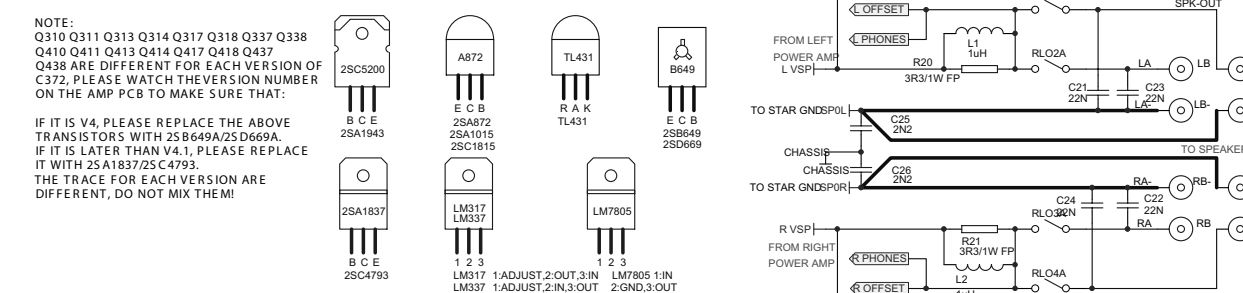 NOTE:
Q310 Q311 Q313 Q314 Q317 Q318 Q337 Q338
Q410 Q411 Q413 Q414 Q417 Q418 Q437
Q438 ARE DIFFERENT FOR EACH VERSION OF
C372, PLEASE WATCH THEVERSION NUMBER
ON THE AMP PCB TO MAKE SURE THAT:
IF IT IS V4, PLEASE REPLACE THE ABOVE
TRANSISTORS WITH 2SB649A/2SD669A.
IF IT IS LATER THAN V4.1, PLEASE REPLACE
IT WITH 2SA1837/2SC4793.
THE TRACE FOR EACH VERSION ARE
DIFFERENT, DO NOT MIX THEM!
2SC5200
B C E
2SA1943
A872
E C B
2SA872
2SA1015
2SC1815
TL431
R A K
TL431
B649
E C B
2SB649
2SD669
2SA1837
B C E
2SC4793
LM317
LM337
1 2 3
LM317 1:ADJUST,2:OUT,3:IN
LM337 1:ADJUST,2:IN,3:OUT
LM7805
1 2 3
LM7805 1:IN
2:GND,3:OUT
SPK-OUT
L OFFSET
L PHONES
FROM LEFT
POWER AMP
L VSP
L1
1uH
R20
3R3/1W FP
RLO2A
LA
LB
C21
22N
C23
22N
LA-
LB-
TO STAR GND
SP0L
C25
2N2
CHASSIS
CHASSIS
C26
2N2
TO STAR GND
SP0R
TO SPEAKER
RA-
RB-
C24
22N
C22
22N
RLO3A
RA
RB
R VSP
FROM RIGHT
POWER AMP
R21
3R3/1W FP
R PHONES
L2
RLO4A
R OFFSET